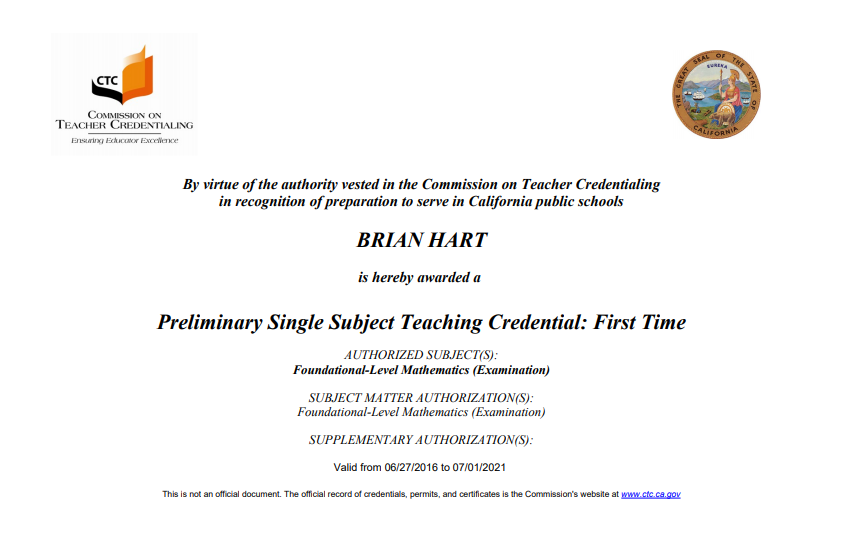 CTC
COMMISSION ON
TEACHER CREDENTIALING
Ensuring Educator Excellence
THE GREAT SEAL OF THE STATE OF CALIFORNIA
EUREKA
By virtue of the authority vested in the Commission on Teacher Credentialing
in recognition of preparation to serve in California public schools
BRIAN HART
is hereby awarded a
Preliminary Single Subject Teaching Credential: First Time
AUTHORIZED SUBJECT(S):
Foundational-Level Mathematics (Examination)
SUBJECT MATTER AUTHORIZATION(S):
Foundational-Level Mathematics (Examination)
SUPPLEMENTARY AUTHORIZATION(S):
Valid from 06/27/2016 to 07/01/2021
This is not an official document. The official record of credentials, permits, and certificates is the Commission's website at www.ctc.ca.gov